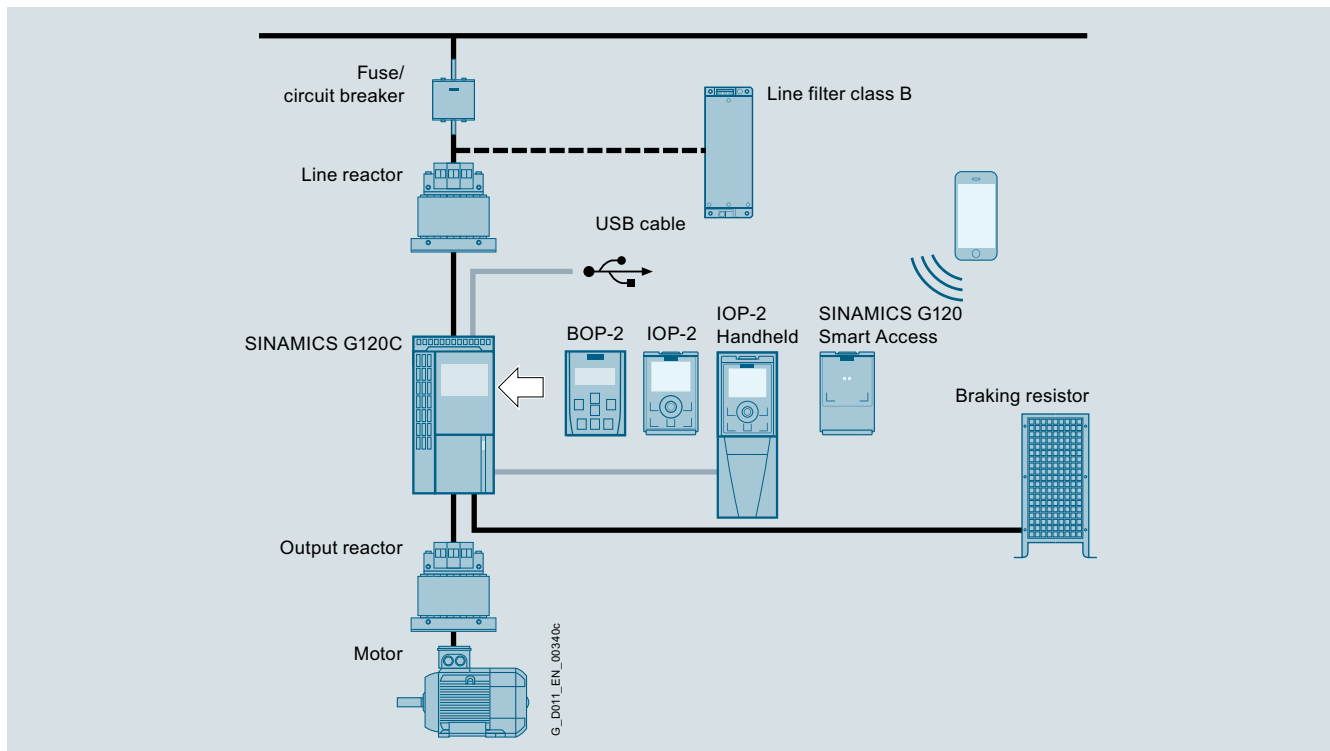 Fuse/
circuit breaker
Line filter class B
Line reactor
USB cable
SINAMICS G120C
BOP-2
IOP-2
IOP-2
Handheld
SINAMICS G120
Smart Access
Braking resistor
Output reactor
Motor
G_D011_EN_00340c